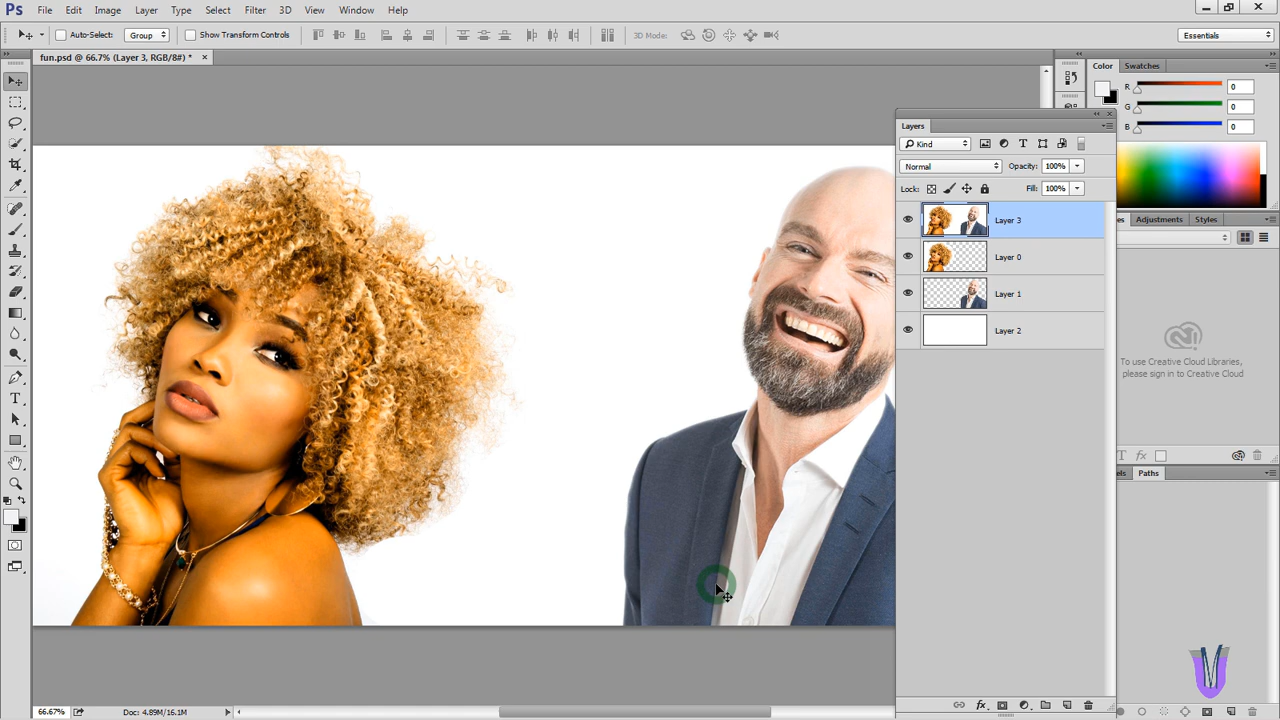 Ps File Edit Image Layer Type Select Filter 3D View Window Help
Auto-Select: Group Show Transform Controls 3D Mode: Essentials
fun.psd @ 66.7% (Layer 3, RGB/8#) * ×
Color Swatches
R 0
G 0
B 0
Layers
Kind
Normal Opacity: 100%
Lock: Fill: 100%
Layer 3
Layer 0
Layer 1
Layer 2
Adjustments Styles
To use Creative Cloud Libraries,
please sign in to Creative Cloud
Paths
66.67% Doc: 4.89M/16.1M